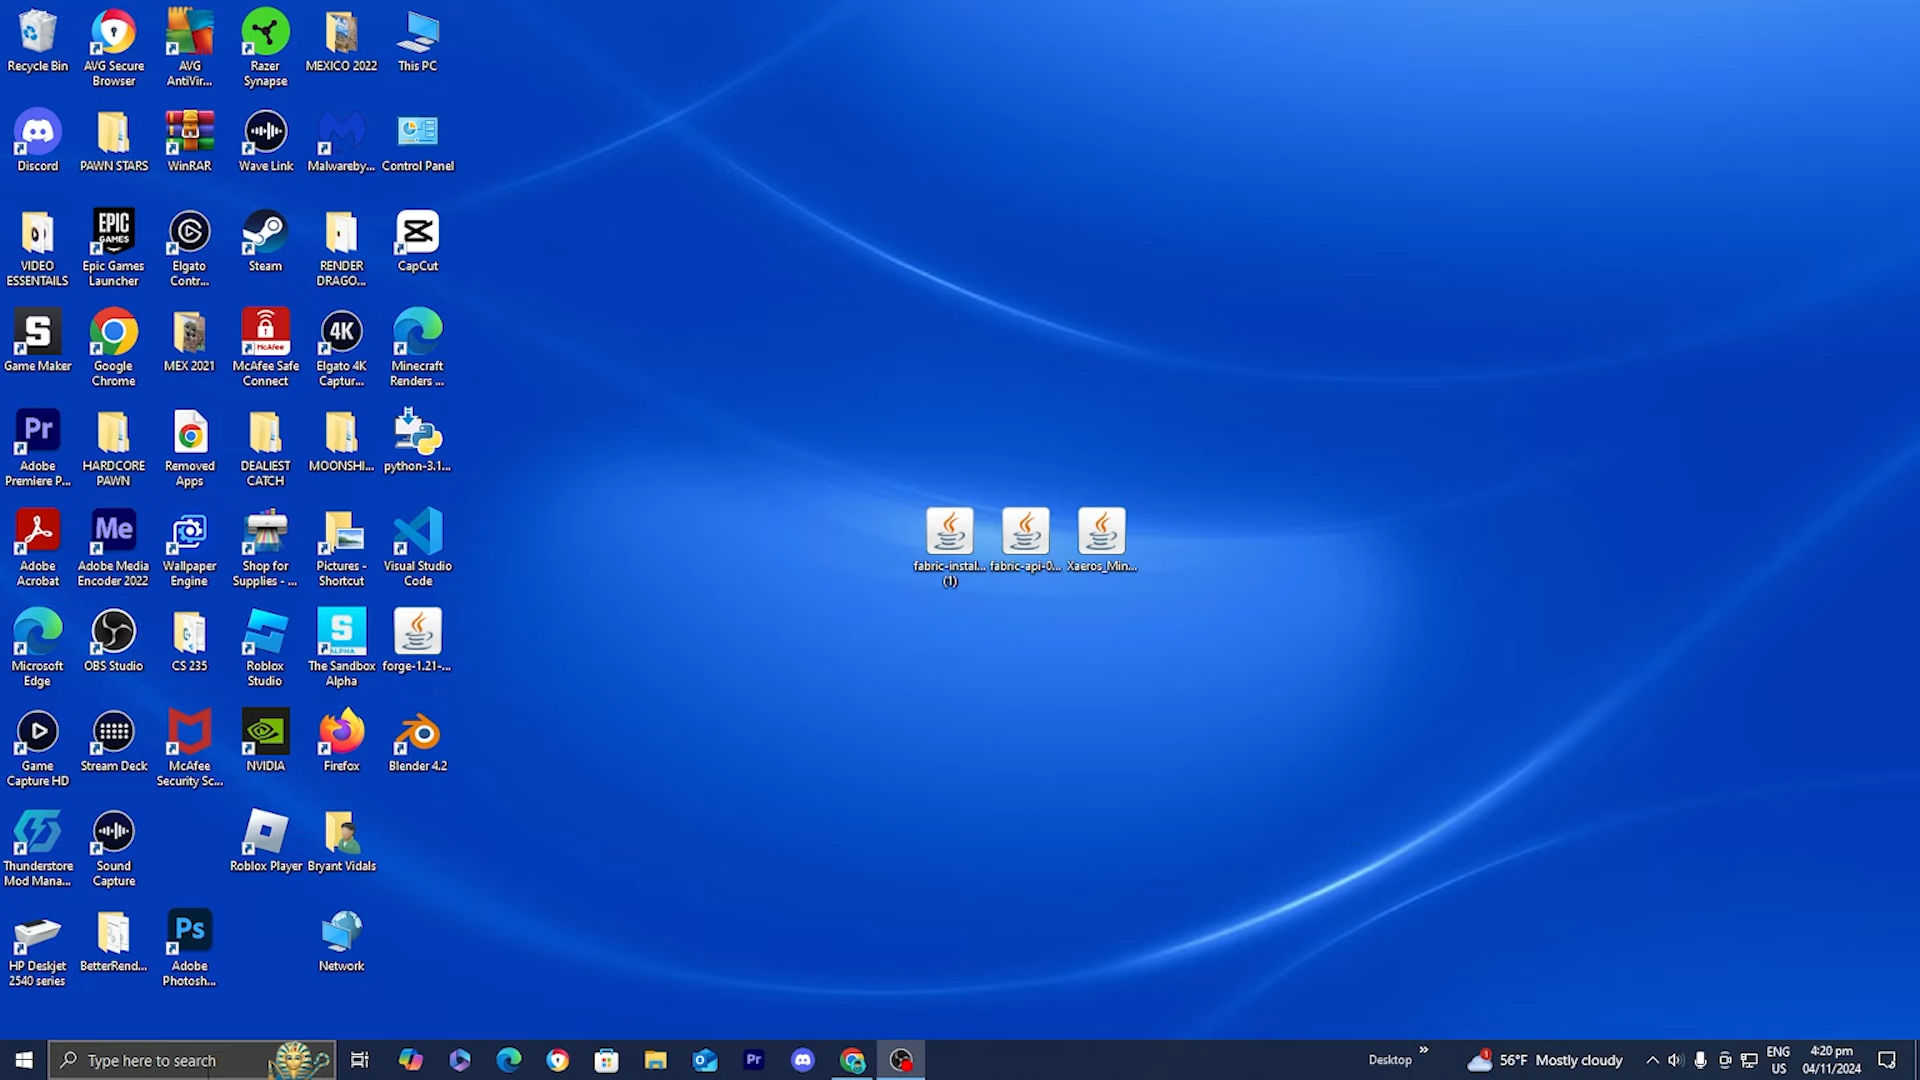 Recycle Bin
AVG Secure
Browser
AVG
AntiVir...
Razer
Synapse
MEXICO 2022
This PC
Discord
PAWN STARS
WinRAR
Wave Link
Malwareby...
Control Panel
VIDEO
ESSENTAILS
EPIC
GAMES
Epic Games
Launcher
Elgato
Contr...
Steam
RENDER
DRAGO...
CapCut
S
Game Maker
Google
Chrome
MEX 2021
McAfee
McAfee Safe
Connect
4K
Elgato 4K
Captur...
Minecraft
Renders ...
Pr
Adobe
Premiere P...
HARDCORE
PAWN
Removed
Apps
DEALIEST
CATCH
MOONSHI...
python-3.1...
Adobe
Acrobat
Me
Adobe Media
Encoder 2022
Wallpaper
Engine
Shop for
Supplies - ...
Pictures -
Shortcut
Visual Studio
Code
fabric-instal...
(1)
fabric-api-0...
Xaeros_Min...
Microsoft
Edge
OBS Studio
CS 235
Roblox
Studio
S
ALPHA
The Sandbox
Alpha
forge-1.21-...
Game
Capture HD
Stream Deck
McAfee
Security Sc...
NVIDIA
Firefox
Blender 4.2
Thunderstore
Mod Mana...
Sound
Capture
Roblox Player
Bryant Vidals
HP Deskjet
2540 series
BetterRend...
Ps
Adobe
Photosh...
Network
Type here to search
Pr
Desktop
»
1
56°F Mostly cloudy
ENG
US
4:20 pm
04/11/2024